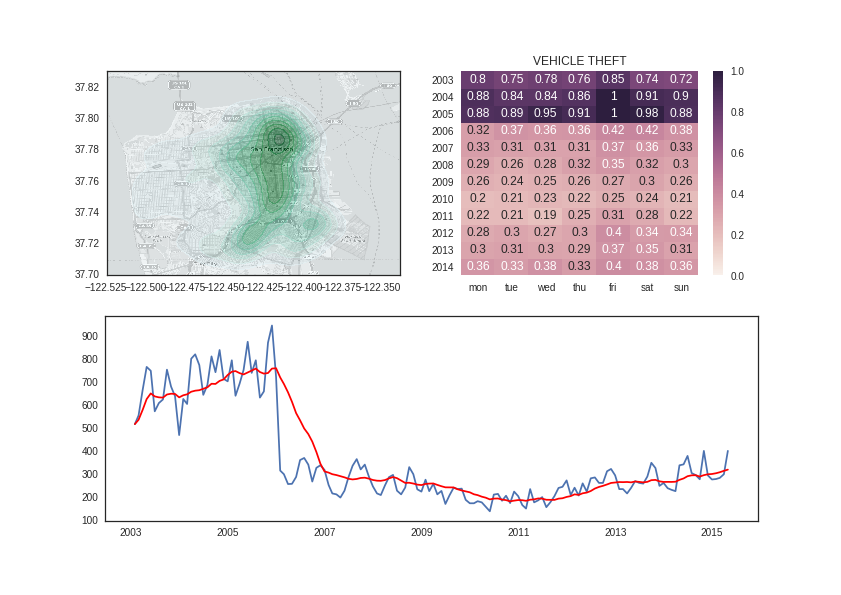 VEHICLE THEFT
37.82
37.80
37.78
37.76
37.74
37.72
37.70
−122.525−122.500−122.475−122.450−122.425−122.400−122.375−122.350
San Francisco
2003 0.8 0.75 0.78 0.76 0.85 0.74 0.72
2004 0.88 0.84 0.84 0.86 1 0.91 0.9
2005 0.88 0.89 0.95 0.91 1 0.98 0.88
2006 0.32 0.37 0.36 0.36 0.42 0.42 0.38
2007 0.33 0.31 0.31 0.31 0.37 0.36 0.33
2008 0.29 0.26 0.28 0.32 0.35 0.32 0.3
2009 0.26 0.24 0.25 0.26 0.27 0.3 0.26
2010 0.2 0.21 0.23 0.22 0.25 0.24 0.21
2011 0.22 0.21 0.19 0.25 0.31 0.28 0.22
2012 0.28 0.3 0.27 0.3 0.4 0.34 0.34
2013 0.3 0.31 0.3 0.29 0.37 0.35 0.31
2014 0.36 0.33 0.38 0.33 0.4 0.38 0.36
mon tue wed thu fri sat sun
1.0
0.8
0.6
0.4
0.2
0.0
900
800
700
600
500
400
300
200
100
2003 2005 2007 2009 2011 2013 2015